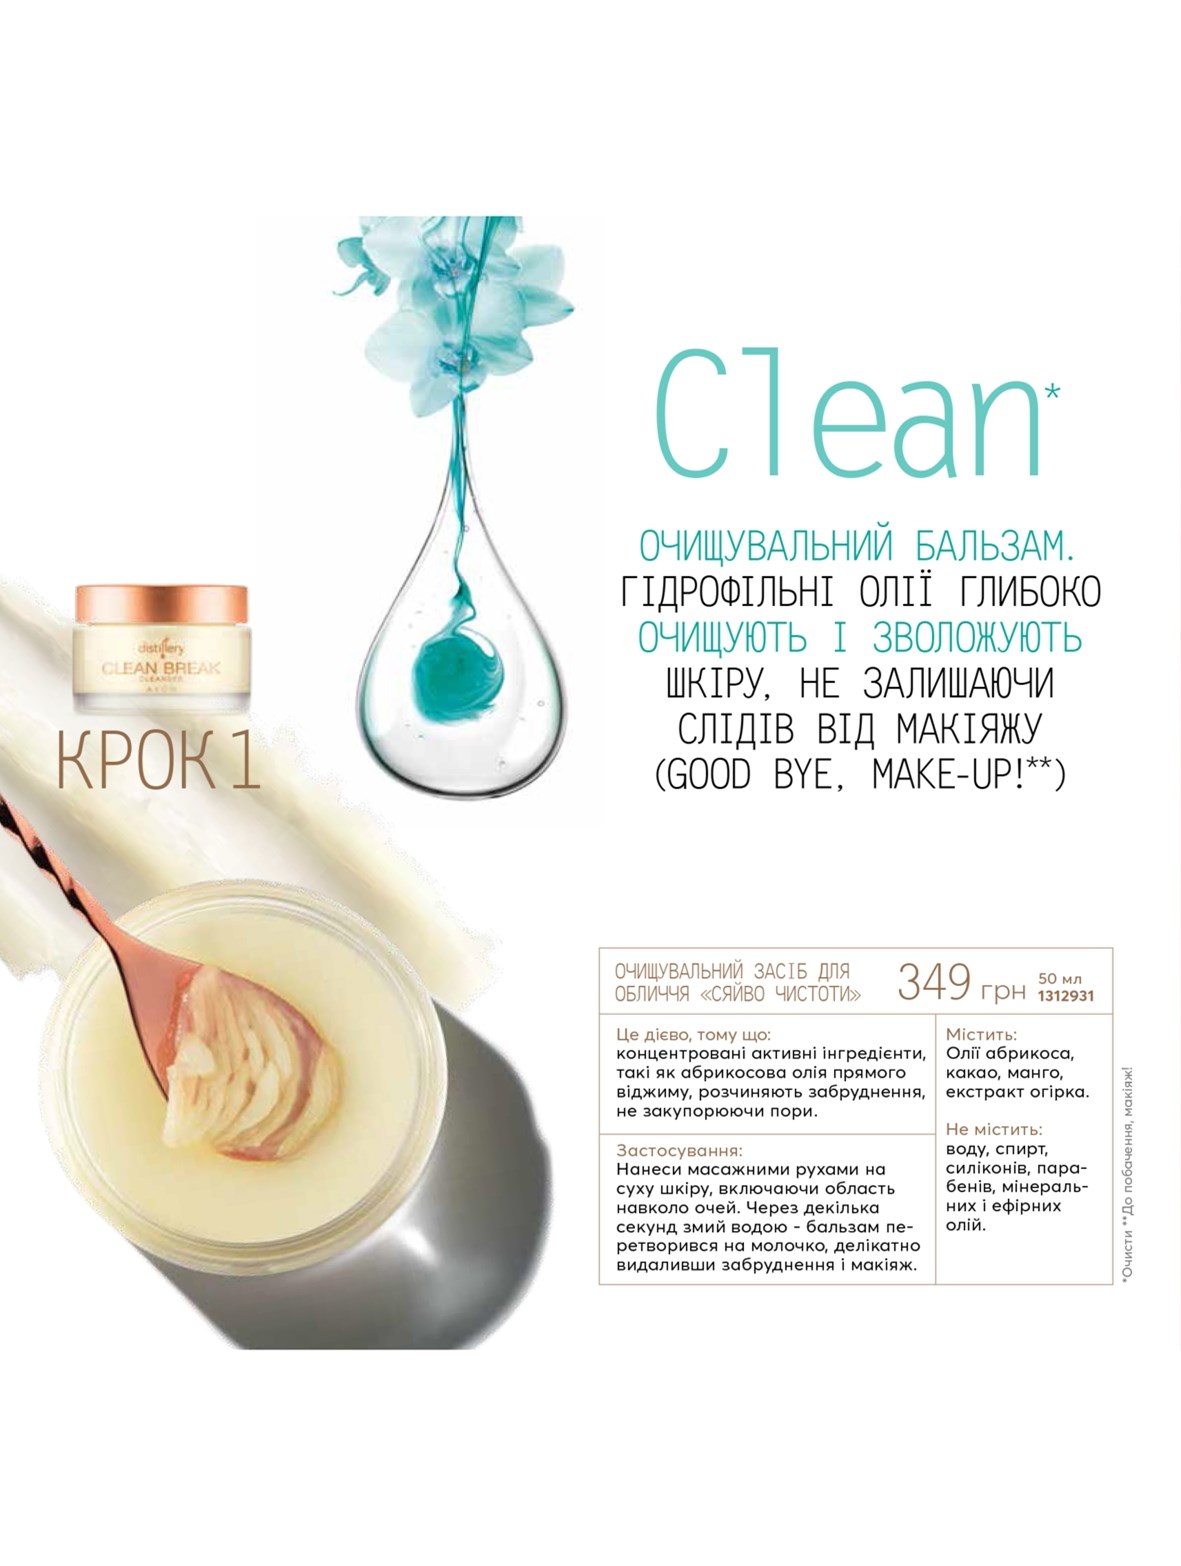 Clean*
ОЧИЩУВАЛЬНИЙ БАЛЬЗАМ.
ГІДРОФІЛЬНІ ОЛІЇ ГЛИБОКО
ОЧИЩУЮТЬ І ЗВОЛОЖУЮТЬ
ШКІРУ, НЕ ЗАЛИШАЮЧИ
СЛІДІВ ВІД МАКІЯЖУ
(GOOD BYE, MAKE-UP!**)
distillery
CLEAN BREAK
CLEANSER
AVON
КРОК 1
ОЧИЩУВАЛЬНИЙ ЗАСІБ ДЛЯ
ОБЛИЧЧЯ «СЯЙВО ЧИСТОТИ»
349 грн
50 мл
1312931
Це дієво, тому що:
концентровані активні інгредієнти,
такі як абрикосова олія прямого
віджиму, розчиняють забруднення,
не закупорюючи пори.
Застосування:
Нанеси масажними рухами на
суху шкіру, включаючи область
навколо очей. Через декілька
секунд змий водою - бальзам пе-
ретворився на молочко, делікатно
видаливши забруднення і макіяж.
Містить:
Олії абрикоса,
какао, манго,
екстракт огірка.
Не містить:
воду, спирт,
силіконів, пара-
бенів, мінераль-
них і ефірних
олій.
*Очисти **До побачення, макіяж!